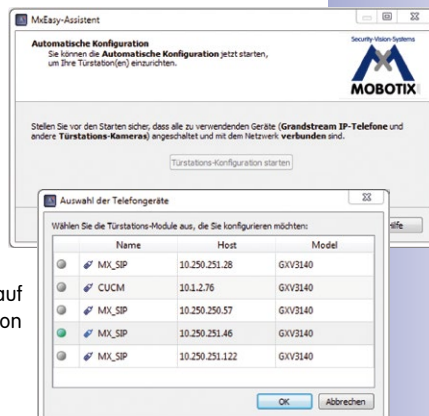 MxEasy-Assistent
Automatische Konfiguration
Sie können die Automatische Konfiguration jetzt starten,
um Ihre Türstation(en) einzurichten.
Security-Vision-Systems
MOBOTIX
Stellen Sie vor den Starten sicher, dass alle zu verwendenden Geräte (Grandstream IP-Telefone und
andere Türstations-Kameras) angeschaltet und mit dem Netzwerk verbunden sind.
Türstations-Konfiguration starten
Auswahl der Telefongeräte
Wählen Sie die Türstations-Module aus, die Sie konfigurieren möchten:
Name Host Model
MX_SIP 10.250.251.28 GXV3140
CUCM 10.1.2.76 GXV3140
MX_SIP 10.250.250.57 GXV3140
MX_SIP 10.250.251.46 GXV3140
MX_SIP 10.250.251.122 GXV3140
OK Abbrechen
auf
on